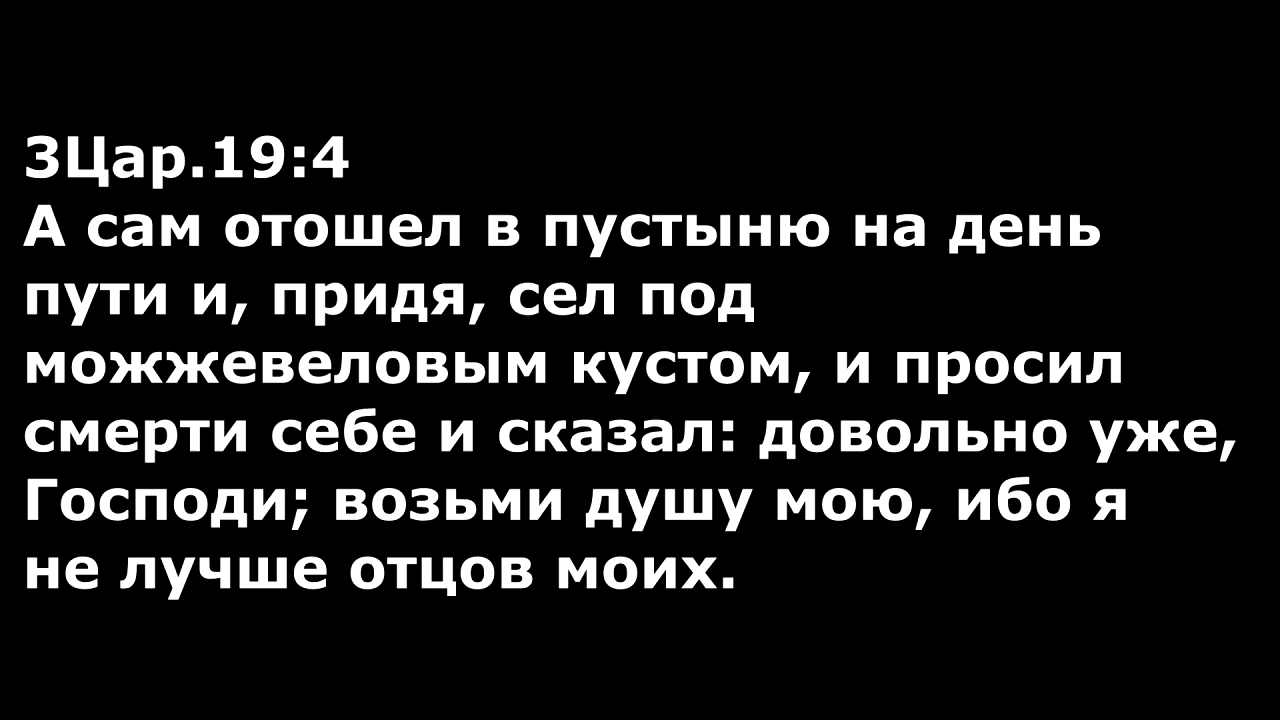 3Цар.19:4
А сам отошел в пустыню на день
пути и, придя, сел под
можжевеловым кустом, и просил
смерти себе и сказал: довольно уже,
Господи; возьми душу мою, ибо я
не лучше отцов моих.